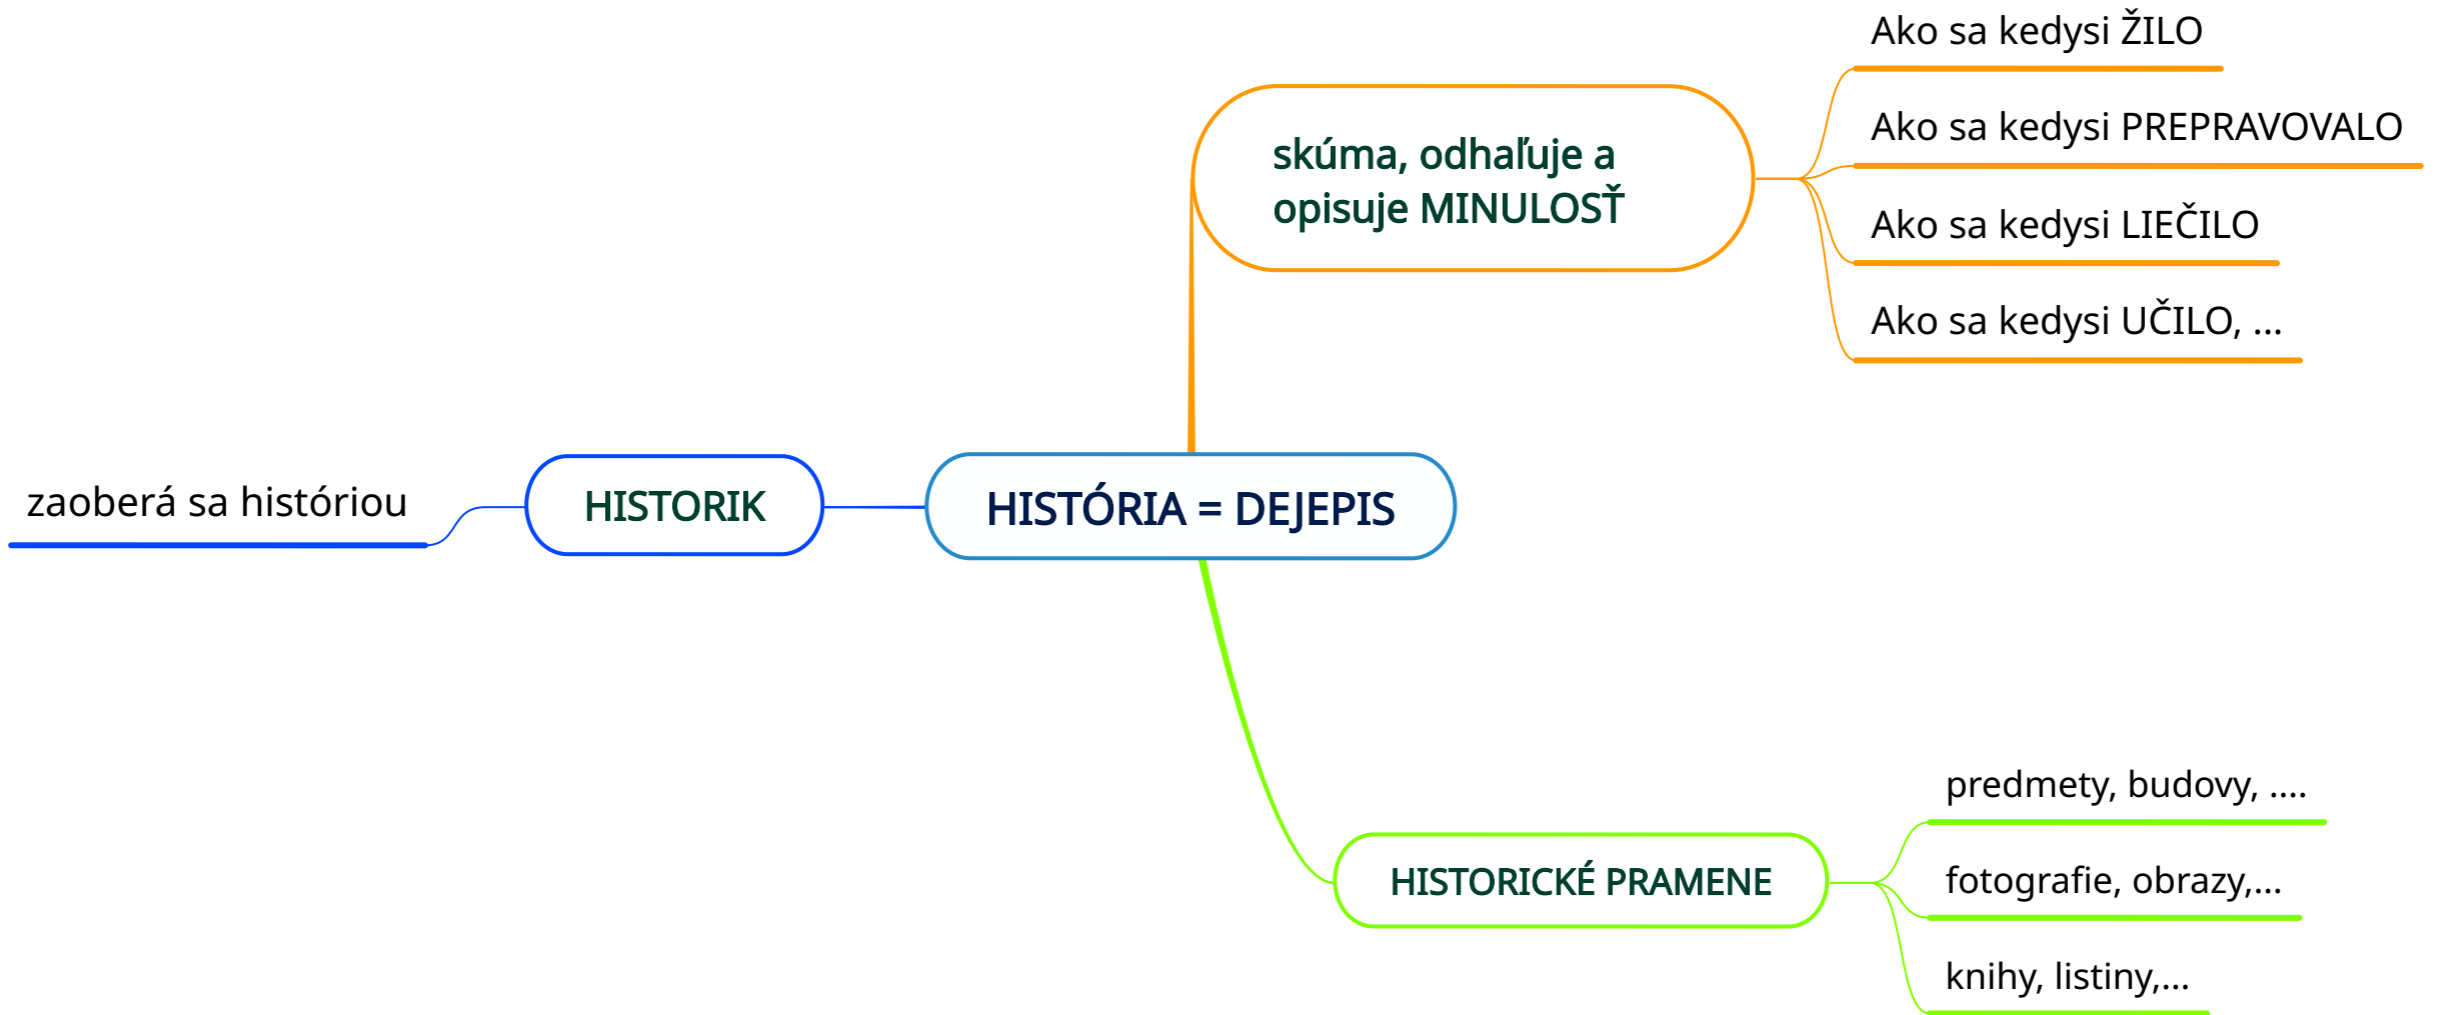 Ako sa kedysi ŽILO
Ako sa kedysi PREPRAVOVALO
skúma, odhaľuje a
opisuje MINULOSŤ
Ako sa kedysi LIEČILO
Ako sa kedysi UČILO, ...
zaoberá sa históriou
HISTORIK
HISTÓRIA = DEJEPIS
predmety, budovy, ....
HISTORICKÉ PRAMENE
fotografie, obrazy,...
knihy, listiny,...